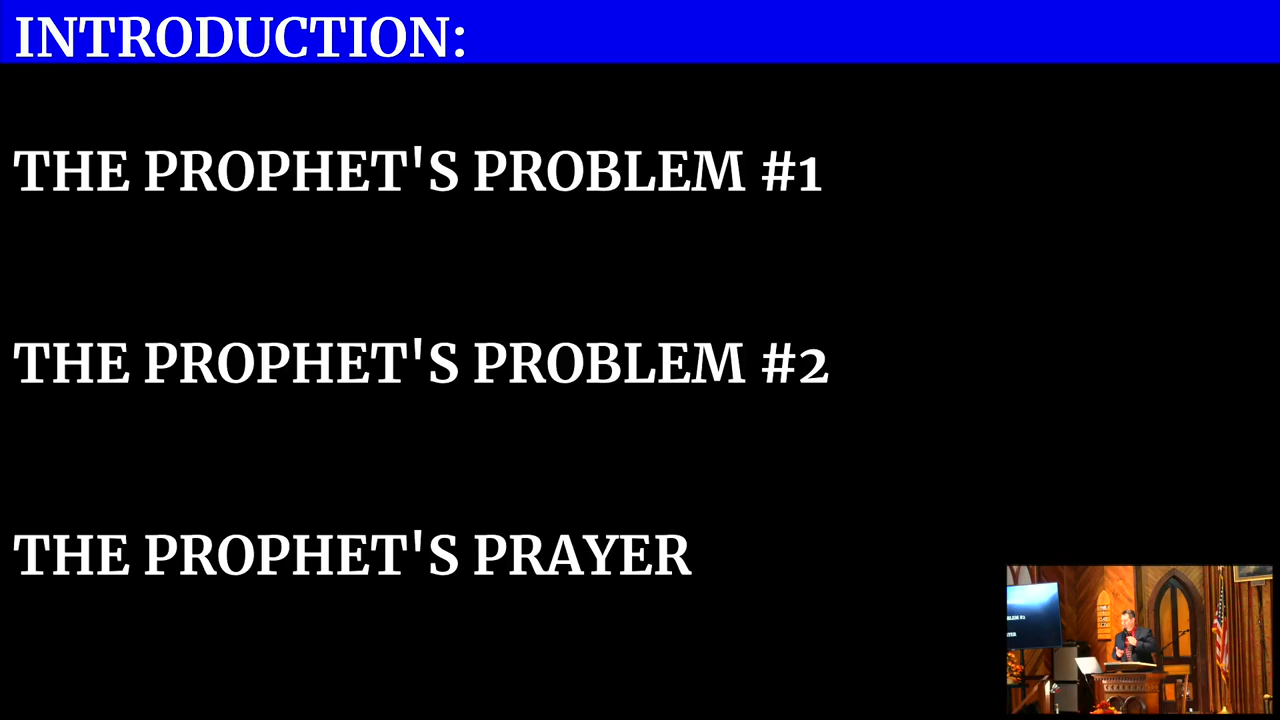 INTRODUCTION:
THE PROPHET'S PROBLEM #1
THE PROPHET'S PROBLEM #2
THE PROPHET'S PRAYER